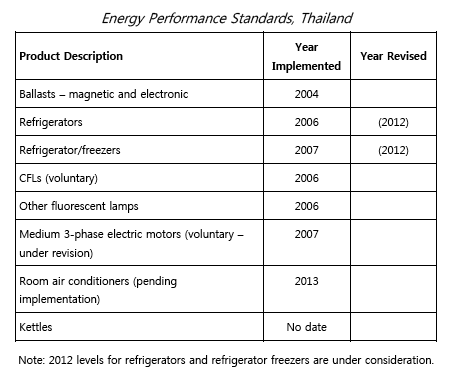 Energy Performance Standards, Thailand
Product Description
Year
Implemented
Year Revised
Ballasts – magnetic and electronic
2004
Refrigerators
2006
(2012)
Refrigerator/freezers
2007
(2012)
CFLs (voluntary)
2006
Other fluorescent lamps
2006
Medium 3-phase electric motors (voluntary –
under revision)
2007
Room air conditioners (pending
implementation)
2013
Kettles
No date
Note: 2012 levels for refrigerators and refrigerator freezers are under consideration.